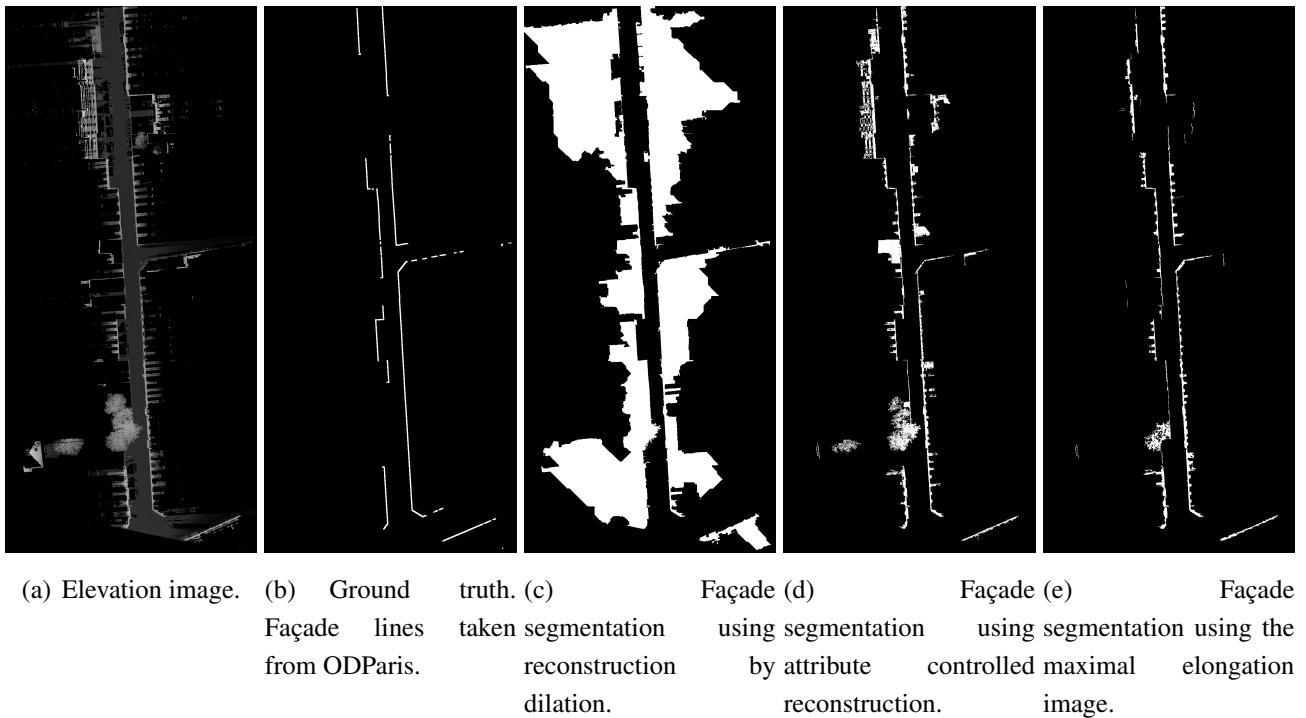 (a) Elevation image.
(b) Ground truth.
Façade lines taken
from ODParis.
(c) Façade
segmentation using
reconstruction by
dilation.
(d) Façade
segmentation using
attribute controlled
reconstruction.
(e) Façade
segmentation using the
maximal elongation
image.